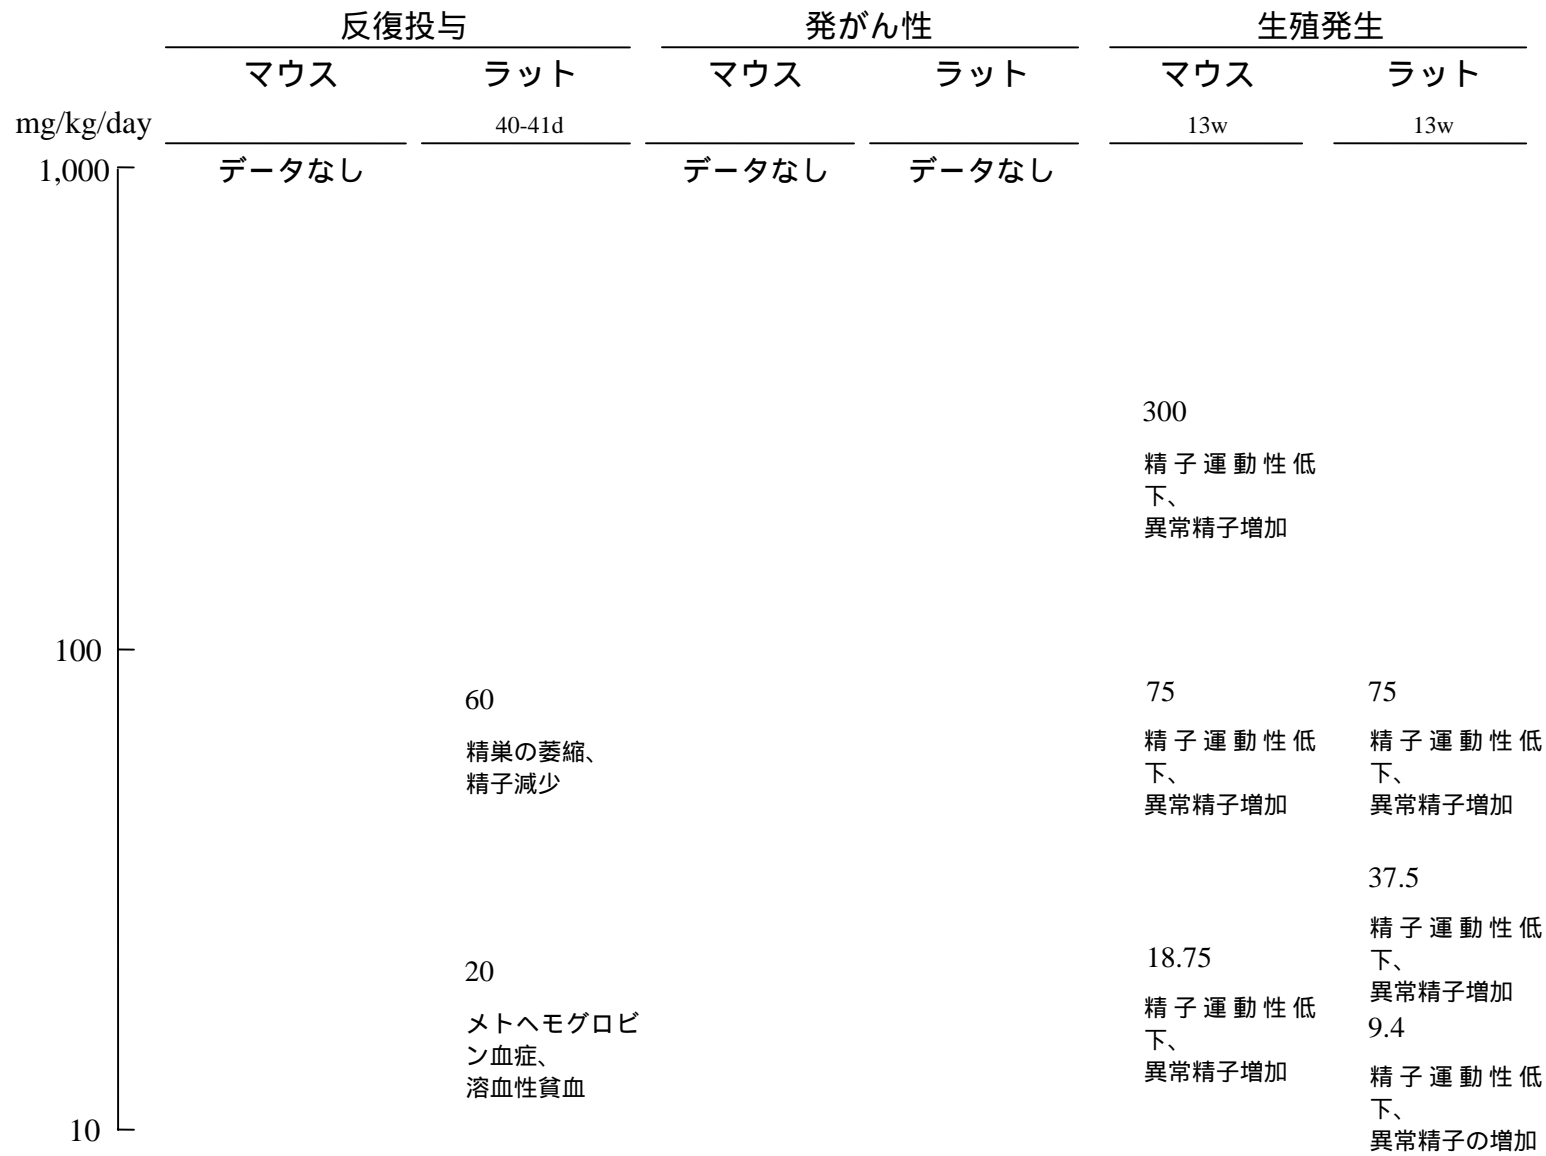 反復投与 発がん性 生殖発生
マウス ラット マウス ラット マウス ラット
mg/kg/day 40-41d 13w 13w
1,000 データなし データなし データなし
300
精子運動性低
下、
異常精子増加
100
60
精巣の萎縮、
精子減少
75
精子運動性低
下、
異常精子増加
75
精子運動性低
下、
異常精子増加
37.5
精子運動性低
下、
異常精子増加
20
メトヘモグロビ
ン血症、
溶血性貧血
18.75
精子運動性低
下、
異常精子増加
9.4
精子運動性低
下、
異常精子の増加
10